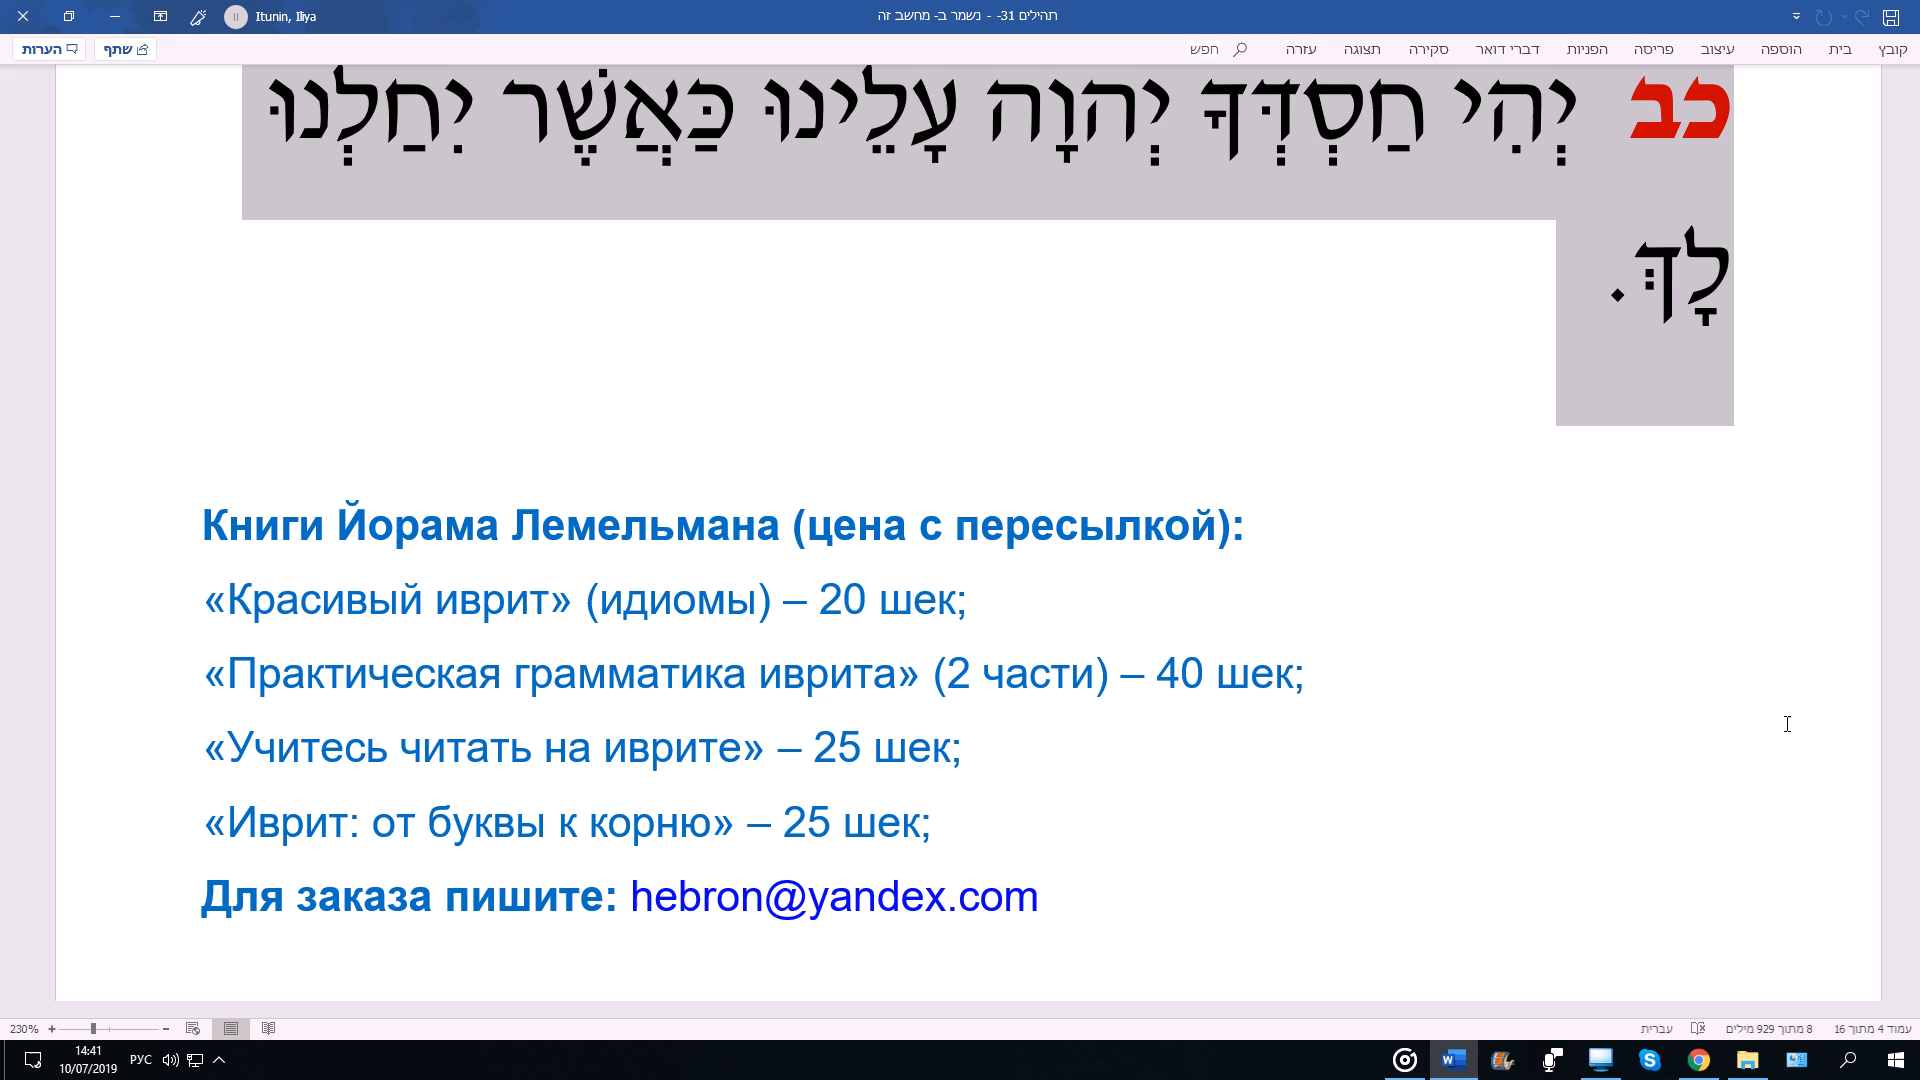 Itunin, Iliya
תהילים 31- - נשמר ב- מחשב זה
קובץ בית הוספה עיצוב פריסה הפניות דברי דואר סקירה תצוגה עזרה חפש
שתף הערות
כב יְהִי חַסְדְּךָ יְהוָה עָלֵינוּ כַּאֲשֶׁר יִחַלְנוּ
לָךְ.
Книги Йорама Лемельмана (цена с пересылкой):
«Красивый иврит» (идиомы) – 20 шек;
«Практическая грамматика иврита» (2 части) – 40 шек;
«Учитесь читать на иврите» – 25 шек;
«Иврит: от буквы к корню» – 25 шек;
Для заказа пишите: hebron@yandex.com
עמוד 4 מתוך 16 8 מתוך 929 מילים עברית
230%
14:41
РУС
10/07/2019